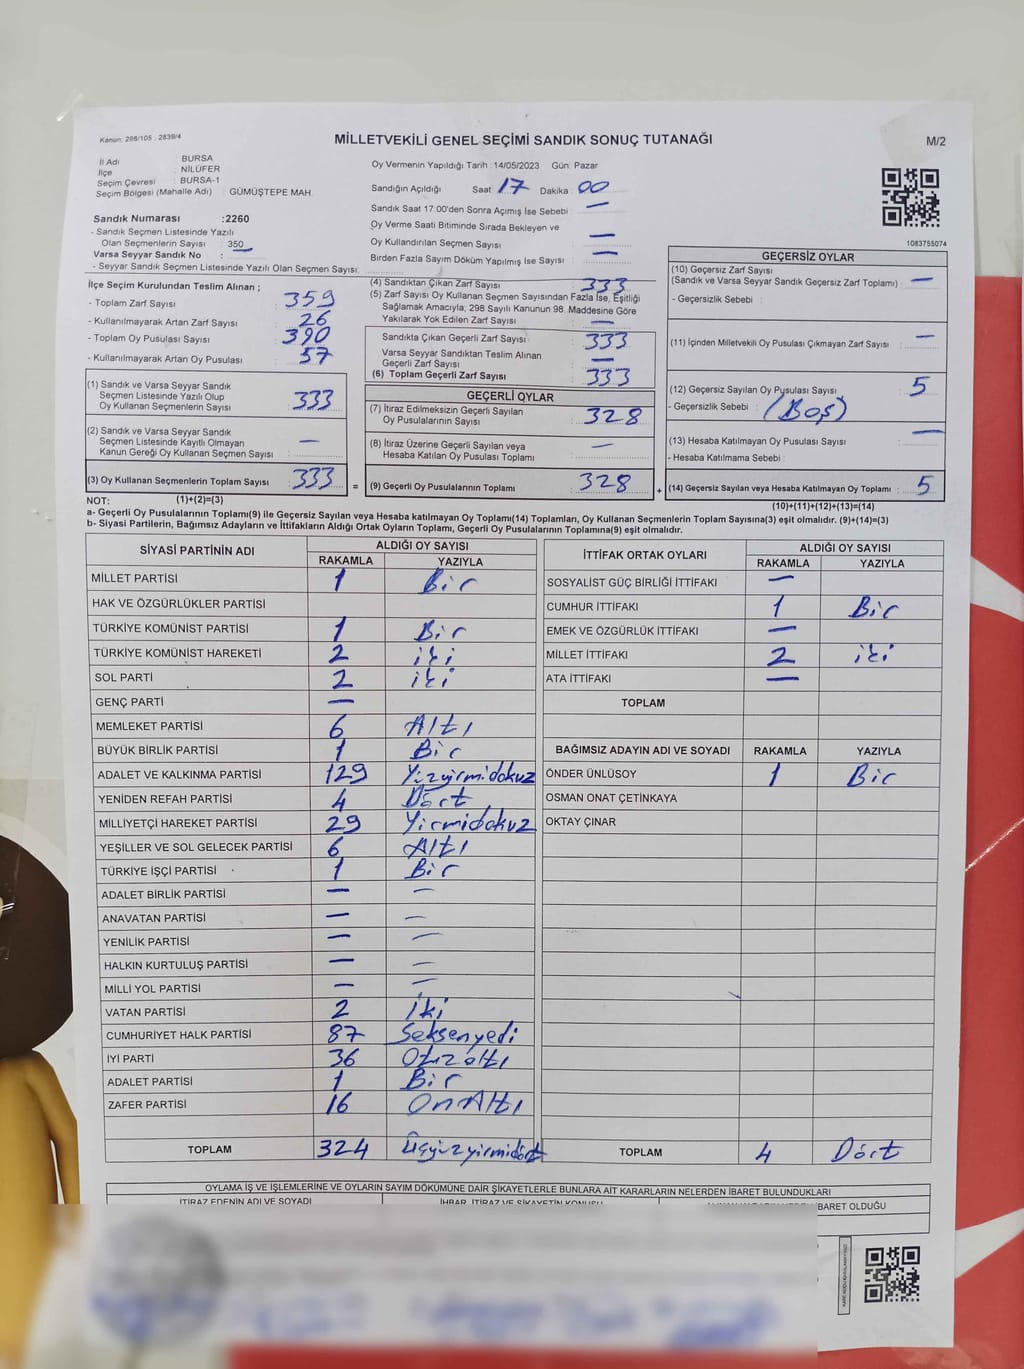 Kanun: 298/105 , 2839/4
MİLLETVEKİLİ GENEL SEÇİMİ SANDIK SONUÇ TUTANAĞI
M/2
İl Adı : BURSA
İlçe : NİLÜFER
Seçim Çevresi : BURSA-1
Seçim Bölgesi (Mahalle Adı) : GÜMÜŞTEPE MAH.
Sandık Numarası :2260
- Sandık Seçmen Listesinde Yazılı
Olan Seçmenlerin Sayısı : 350
Varsa Seyyar Sandık No :
- Seyyar Sandık Seçmen Listesinde Yazılı Olan Seçmen Sayısı:
Oy Vermenin Yapıldığı Tarih :14/05/2023 Gün: Pazar
Sandığın Açıldığı Saat 17 Dakika 00
Sandık Saat 17:00'den Sonra Açımış İse Sebebi : —
Oy Verme Saati Bitiminde Sırada Bekleyen ve
Oy Kullandırılan Seçmen Sayısı : —
Birden Fazla Sayım Döküm Yapılmış İse Sayısı : —
1083755074
İlçe Seçim Kurulundan Teslim Alınan ;
- Toplam Zarf Sayısı : 359
- Kullanılmayarak Artan Zarf Sayısı : 26
- Toplam Oy Pusulası Sayısı : 390
- Kullanılmayarak Artan Oy Pusulası : 57
(1) Sandık ve Varsa Seyyar Sandık
Seçmen Listesinde Yazılı Olup
Oy Kullanan Seçmenlerin Sayısı : 333
(2) Sandık ve Varsa Seyyar Sandık
Seçmen Listesinde Kayıtlı Olmayan
Kanun Gereği Oy Kullanan Seçmen Sayısı : —
(3) Oy Kullanan Seçmenlerin Toplam Sayısı : 333 =
(4) Sandıktan Çıkan Zarf Sayısı : 333
(5) Zarf Sayısı Oy Kullanan Seçmen Sayısından Fazla İse, Eşitliği
Sağlamak Amacıyla; 298 Sayılı Kanunun 98 .Maddesine Göre
Yakılarak Yok Edilen Zarf Sayısı : —
Sandıkta Çıkan Geçerli Zarf Sayısı : 333
Varsa Seyyar Sandıktan Teslim Alınan
Geçerli Zarf Sayısı : —
(6) Toplam Geçerli Zarf Sayısı : 333
GEÇERLİ OYLAR
(7) İtiraz Edilmeksizin Geçerli Sayılan
Oy Pusulalarının Sayısı : 328
(8) İtiraz Üzerine Geçerli Sayılan veya
Hesaba Katılan Oy Pusulası Toplamı : —
(9) Geçerli Oy Pusulalarının Toplamı : 328 +
GEÇERSİZ OYLAR
(10) Geçersiz Zarf Sayısı
(Sandık ve Varsa Seyyar Sandık Geçersiz Zarf Toplamı) : —
- Geçersizlik Sebebi :
(11) İçinden Milletvekili Oy Pusulası Çıkmayan Zarf Sayısı : —
(12) Geçersiz Sayılan Oy Pusulası Sayısı : 5
- Geçersizlik Sebebi : (Boş)
(13) Hesaba Katılmayan Oy Pusulası Sayısı : —
- Hesaba Katılmama Sebebi :
(14) Geçersiz Sayılan veya Hesaba Katılmayan Oy Toplamı : 5
NOT: (1)+(2)=(3) (10)+(11)+(12)+(13)=(14)
a- Geçerli Oy Pusulalarının Toplamı(9) ile Geçersiz Sayılan veya Hesaba katılmayan Oy Toplamı(14) Toplamları, Oy Kullanan Seçmenlerin Toplam Sayısına(3) eşit olmalıdır. (9)+(14)=(3)
b- Siyasi Partilerin, Bağımsız Adayların ve İttifakların Aldığı Ortak Oyların Toplamı, Geçerli Oy Pusulalarının Toplamına(9) eşit olmalıdır.
SİYASİ PARTİNİN ADI ALDIĞI OY SAYISI
RAKAMLA YAZIYLA
MİLLET PARTİSİ 1 Bir
HAK VE ÖZGÜRLÜKLER PARTİSİ
TÜRKİYE KOMÜNİST PARTİSİ 1 Bir
TÜRKİYE KOMÜNİST HAREKETİ 2 iki
SOL PARTİ 2 iki
GENÇ PARTİ —
MEMLEKET PARTİSİ 6 Altı
BÜYÜK BİRLİK PARTİSİ 1 Bir
ADALET VE KALKINMA PARTİSİ 129 Yüzyirmidokuz
YENİDEN REFAH PARTİSİ 4 Dört
MİLLİYETÇİ HAREKET PARTİSİ 29 Yirmidokuz
YEŞİLLER VE SOL GELECEK PARTİSİ 6 Altı
TÜRKİYE İŞÇİ PARTİSİ 1 Bir
ADALET BİRLİK PARTİSİ — —
ANAVATAN PARTİSİ — —
YENİLİK PARTİSİ — —
HALKIN KURTULUŞ PARTİSİ — —
MİLLİ YOL PARTİSİ — —
VATAN PARTİSİ 2 İki
CUMHURİYET HALK PARTİSİ 87 Seksenyedi
İYİ PARTİ 36 Otuzaltı
ADALET PARTİSİ 1 Bir
ZAFER PARTİSİ 16 OnAltı
TOPLAM 324 Üçyüzyirmidört
İTTİFAK ORTAK OYLARI ALDIĞI OY SAYISI
RAKAMLA YAZIYLA
SOSYALİST GÜÇ BİRLİĞİ İTTİFAKI —
CUMHUR İTTİFAKI 1 Bir
EMEK VE ÖZGÜRLÜK İTTİFAKI —
MİLLET İTTİFAKI 2 iki
ATA İTTİFAKI —
TOPLAM
BAĞIMSIZ ADAYIN ADI VE SOYADI RAKAMLA YAZIYLA
ÖNDER ÜNLÜSOY 1 Bir
OSMAN ONAT ÇETİNKAYA
OKTAY ÇINAR
TOPLAM 4 Dört
OYLAMA İŞ VE İŞLEMLERİNE VE OYLARIN SAYIM DÖKÜMÜNE DAİR ŞİKAYETLERLE BUNLARA AİT KARARLARIN NELERDEN İBARET BULUNDUKLARI
İTİRAZ EDENİN ADI VE SOYADI İHBAR, İTİRAZ VE ŞİKAYETİN KONUSU BARET OLDUĞU